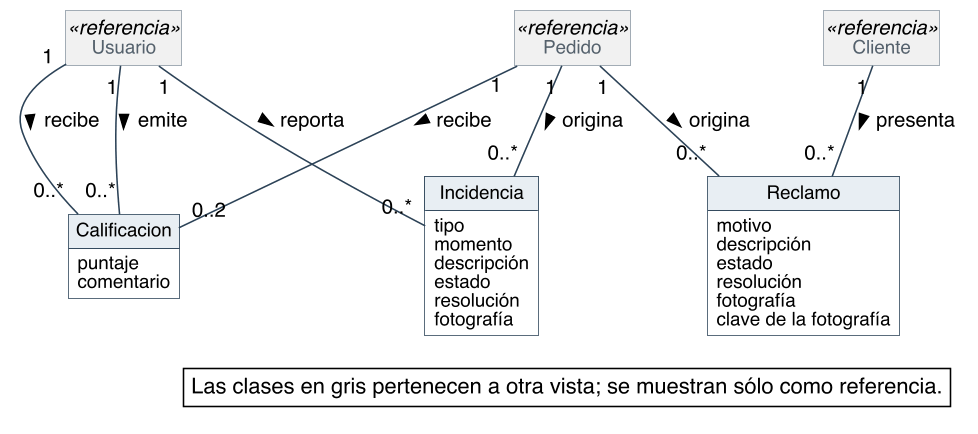 «referencia»
Usuario
«referencia»
Pedido
«referencia»
Cliente
1
1
1
1
1
1
1
recibe
emite
reporta
recibe
origina
origina
presenta
0..*
0..*
0..2
0..*
0..*
0..*
0..*
Calificacion
puntaje
comentario
Incidencia
tipo
momento
descripción
estado
resolución
fotografía
Reclamo
motivo
descripción
estado
resolución
fotografía
clave de la fotografía
Las clases en gris pertenecen a otra vista; se muestran sólo como referencia.